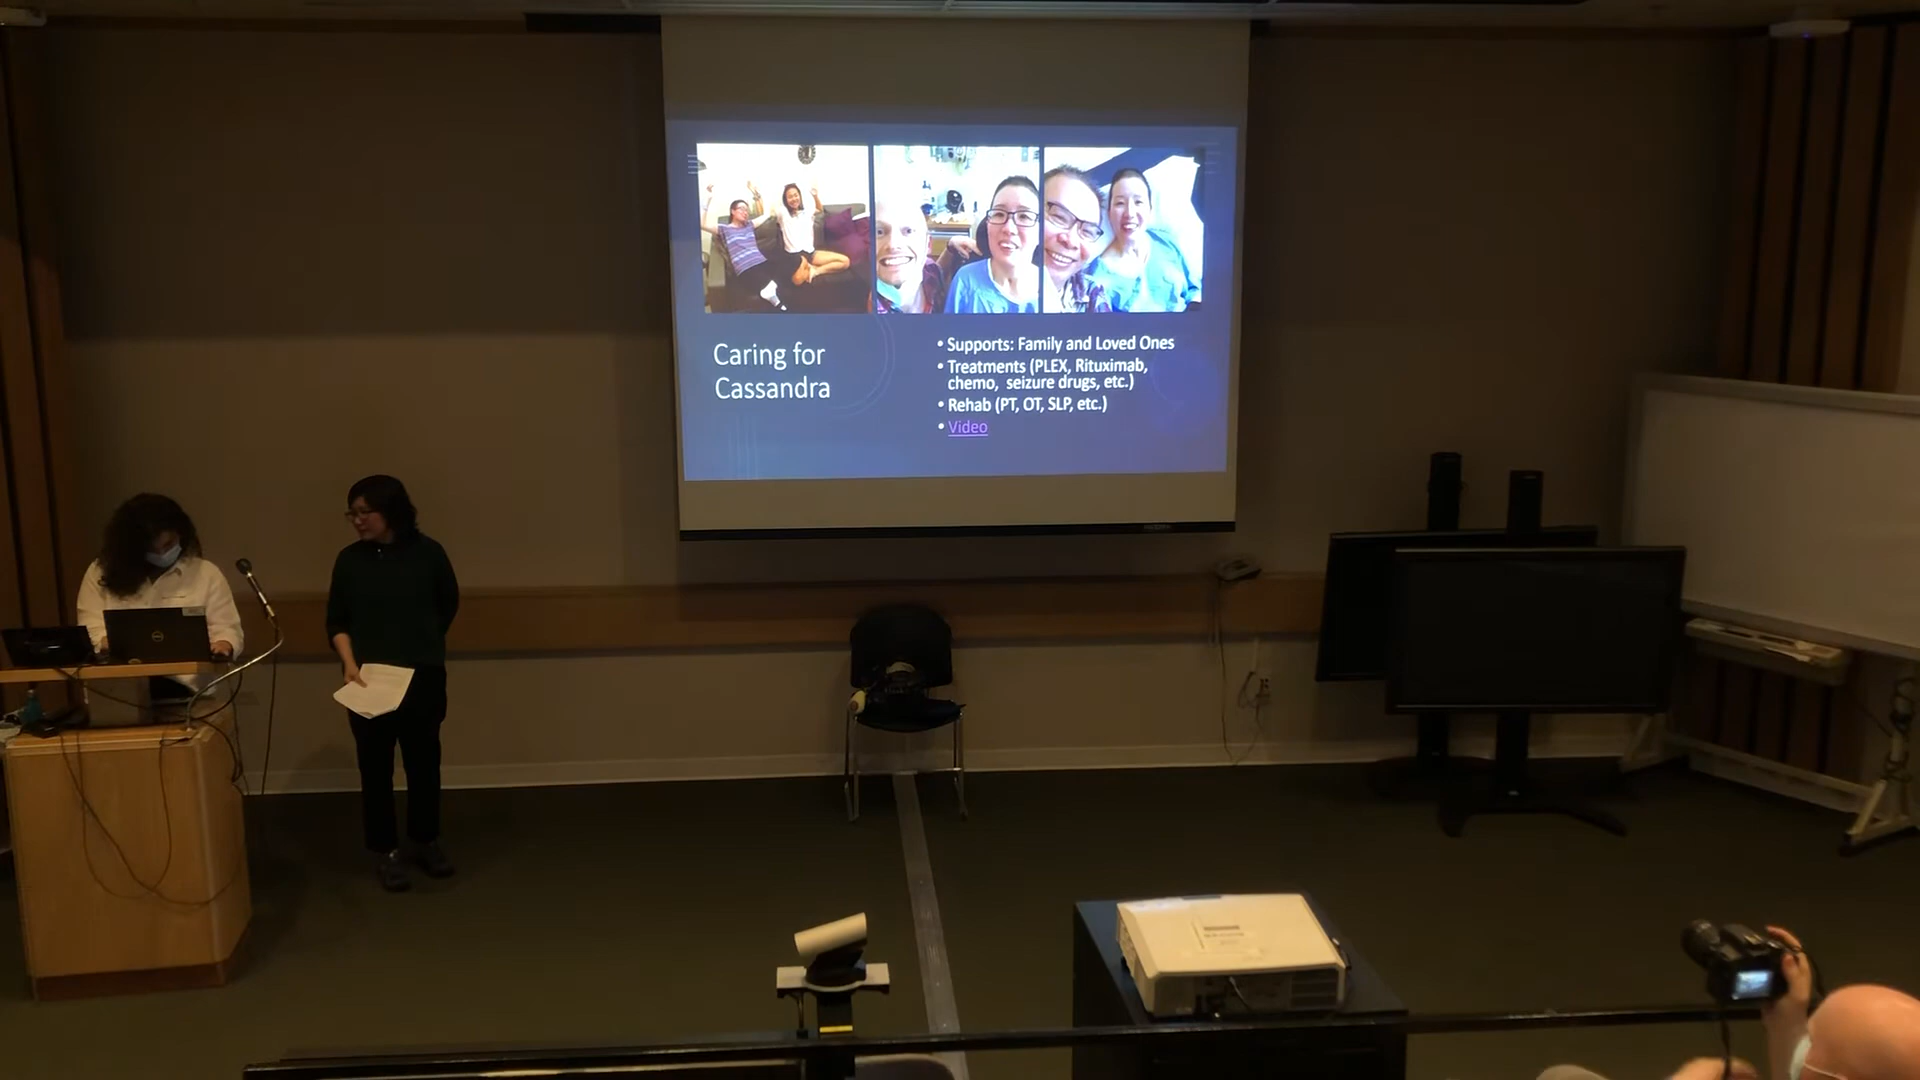 Caring for
Cassandra
• Supports: Family and Loved Ones
• Treatments (PLEX, Rituximab,
chemo, seizure drugs, etc.)
• Rehab (PT, OT, SLP, etc.)
• Video
DELL